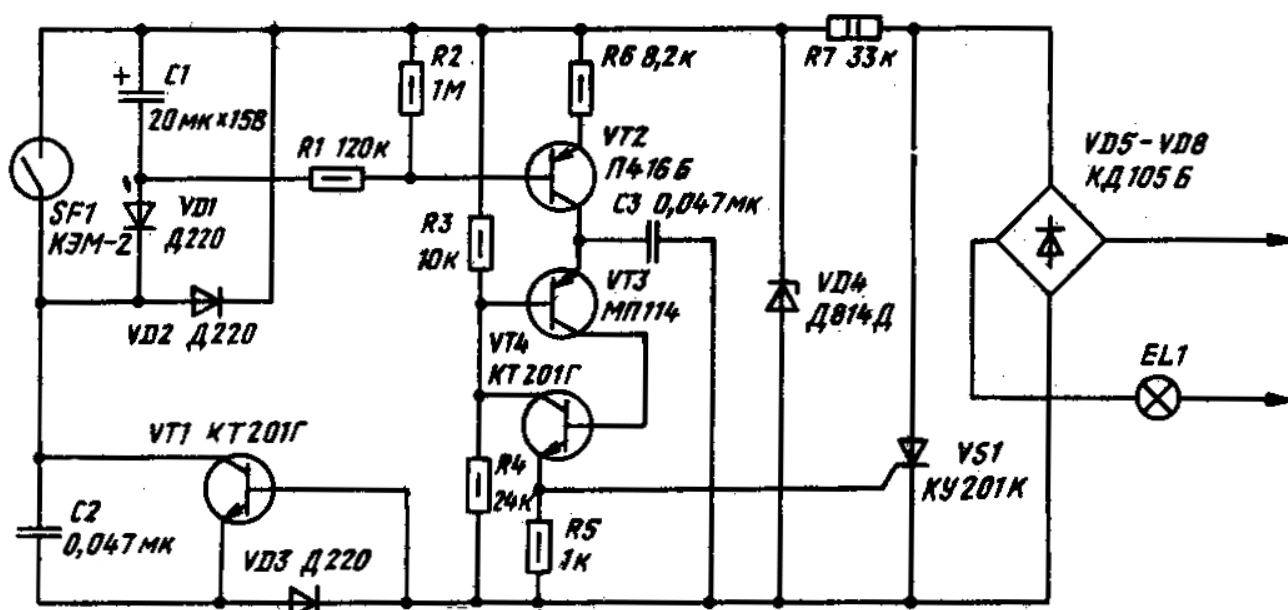 C1
20мк×15В
SF1
КЭМ-2
VD1
Д220
VD2 Д220
R1 120к
R2
1М
R3
10к
R4
24к
R5
1к
R6 8,2к
VT2
П416Б
C3 0,047мк
VT3
МП114
VT4
КТ201Г
VT1 КТ201Г
C2
0,047мк
VD3 Д220
VD4
Д814Д
R7 33к
VD5-VD8
КД105Б
EL1
VS1
КУ201К